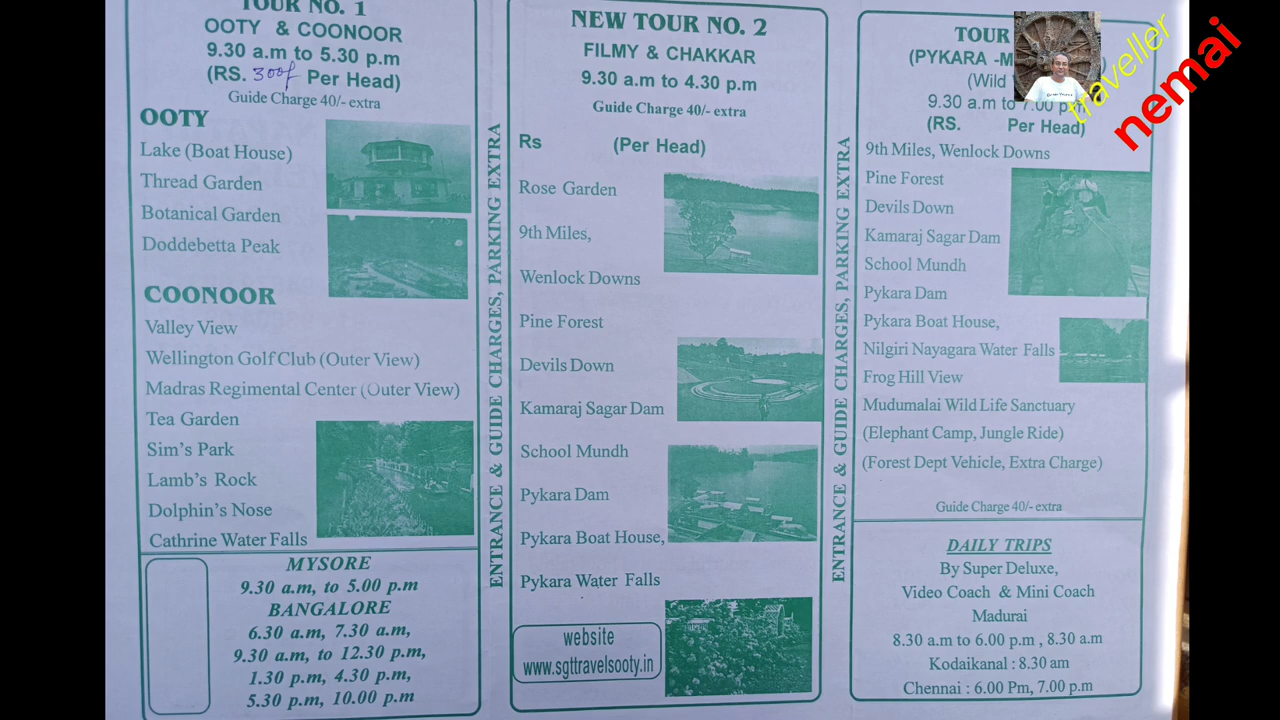 TOUR NO. 1
OOTY & COONOOR
9.30 a.m to 5.30 p.m
(RS. 300/- Per Head)
Guide Charge 40/- extra
OOTY
Lake (Boat House)
Thread Garden
Botanical Garden
Doddebetta Peak
COONOOR
Valley View
Wellington Golf Club (Outer View)
Madras Regimental Center (Outer View)
Tea Garden
Sim's Park
Lamb's Rock
Dolphin's Nose
Cathrine Water Falls
MYSORE
9.30 a.m, to 5.00 p.m
BANGALORE
6.30 a.m, 7.30 a.m,
9.30 a.m, to 12.30 p.m,
1.30 p.m, 4.30 p.m,
5.30 p.m, 10.00 p.m
ENTRANCE & GUIDE CHARGES, PARKING EXTRA
NEW TOUR NO. 2
FILMY & CHAKKAR
9.30 a.m to 4.30 p.m
Guide Charge 40/- extra
Rs (Per Head)
Rose Garden
9th Miles,
Wenlock Downs
Pine Forest
Devils Down
Kamaraj Sagar Dam
School Mundh
Pykara Dam
Pykara Boat House,
Pykara Water Falls
website
www.sgttravelsooty.in
ENTRANCE & GUIDE CHARGES, PARKING EXTRA
TOUR
(PYKARA -M
(Wild
9.30 a.m to 7.00 p.m
(RS. Per Head)
9th Miles, Wenlock Downs
Pine Forest
Devils Down
Kamaraj Sagar Dam
School Mundh
Pykara Dam
Pykara Boat House,
Nilgiri Nayagara Water Falls
Frog Hill View
Mudumalai Wild Life Sanctuary
(Elephant Camp, Jungle Ride)
(Forest Dept Vehicle, Extra Charge)
Guide Charge 40/- extra
DAILY TRIPS
By Super Deluxe,
Video Coach & Mini Coach
Madurai
8.30 a.m to 6.00 p.m , 8.30 a.m
Kodaikanal : 8.30 am
Chennai : 6.00 Pm, 7.00 p.m
traveller
nemai